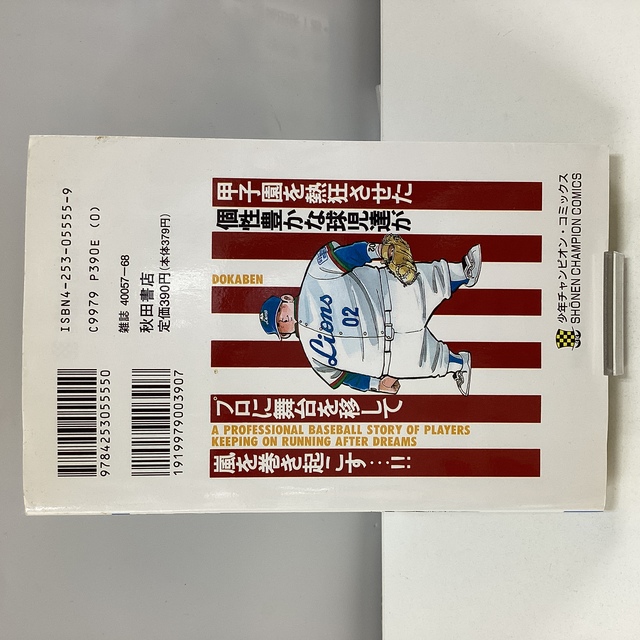 ISBN4-253-05555-9
C9979 P390E (0)
雑誌 40057-68
秋田書店
定価390円(本体379円)
9784253055550
1919979003907
甲子園を熱狂させた
個性豊かな球児達が
DOKABEN
Lions
02
プロに舞台を移して
A PROFESSIONAL BASEBALL STORY OF PLAYERS
KEEPING ON RUNNING AFTER DREAMS
嵐を巻き起こす…!!
少年チャンピオン・コミックス
SHŌNEN CHAMPION COMICS